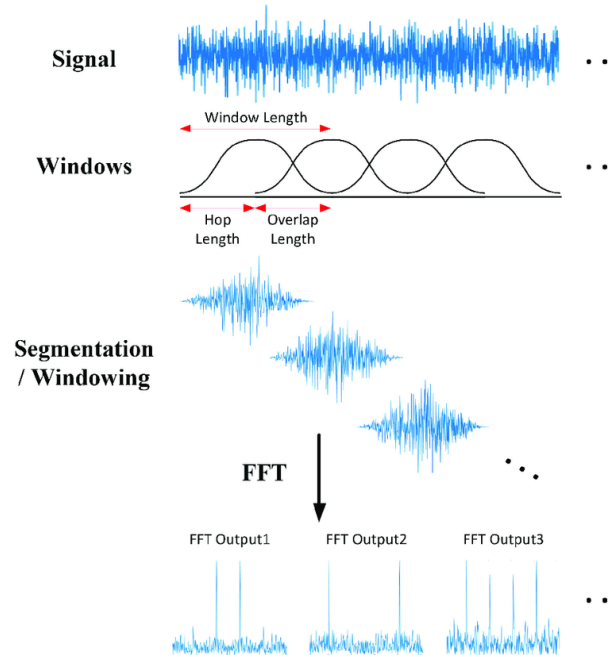 Signal
Window Length
Windows
Hop Length
Overlap Length
Segmentation
/ Windowing
FFT
FFT Output1
FFT Output2
FFT Output3